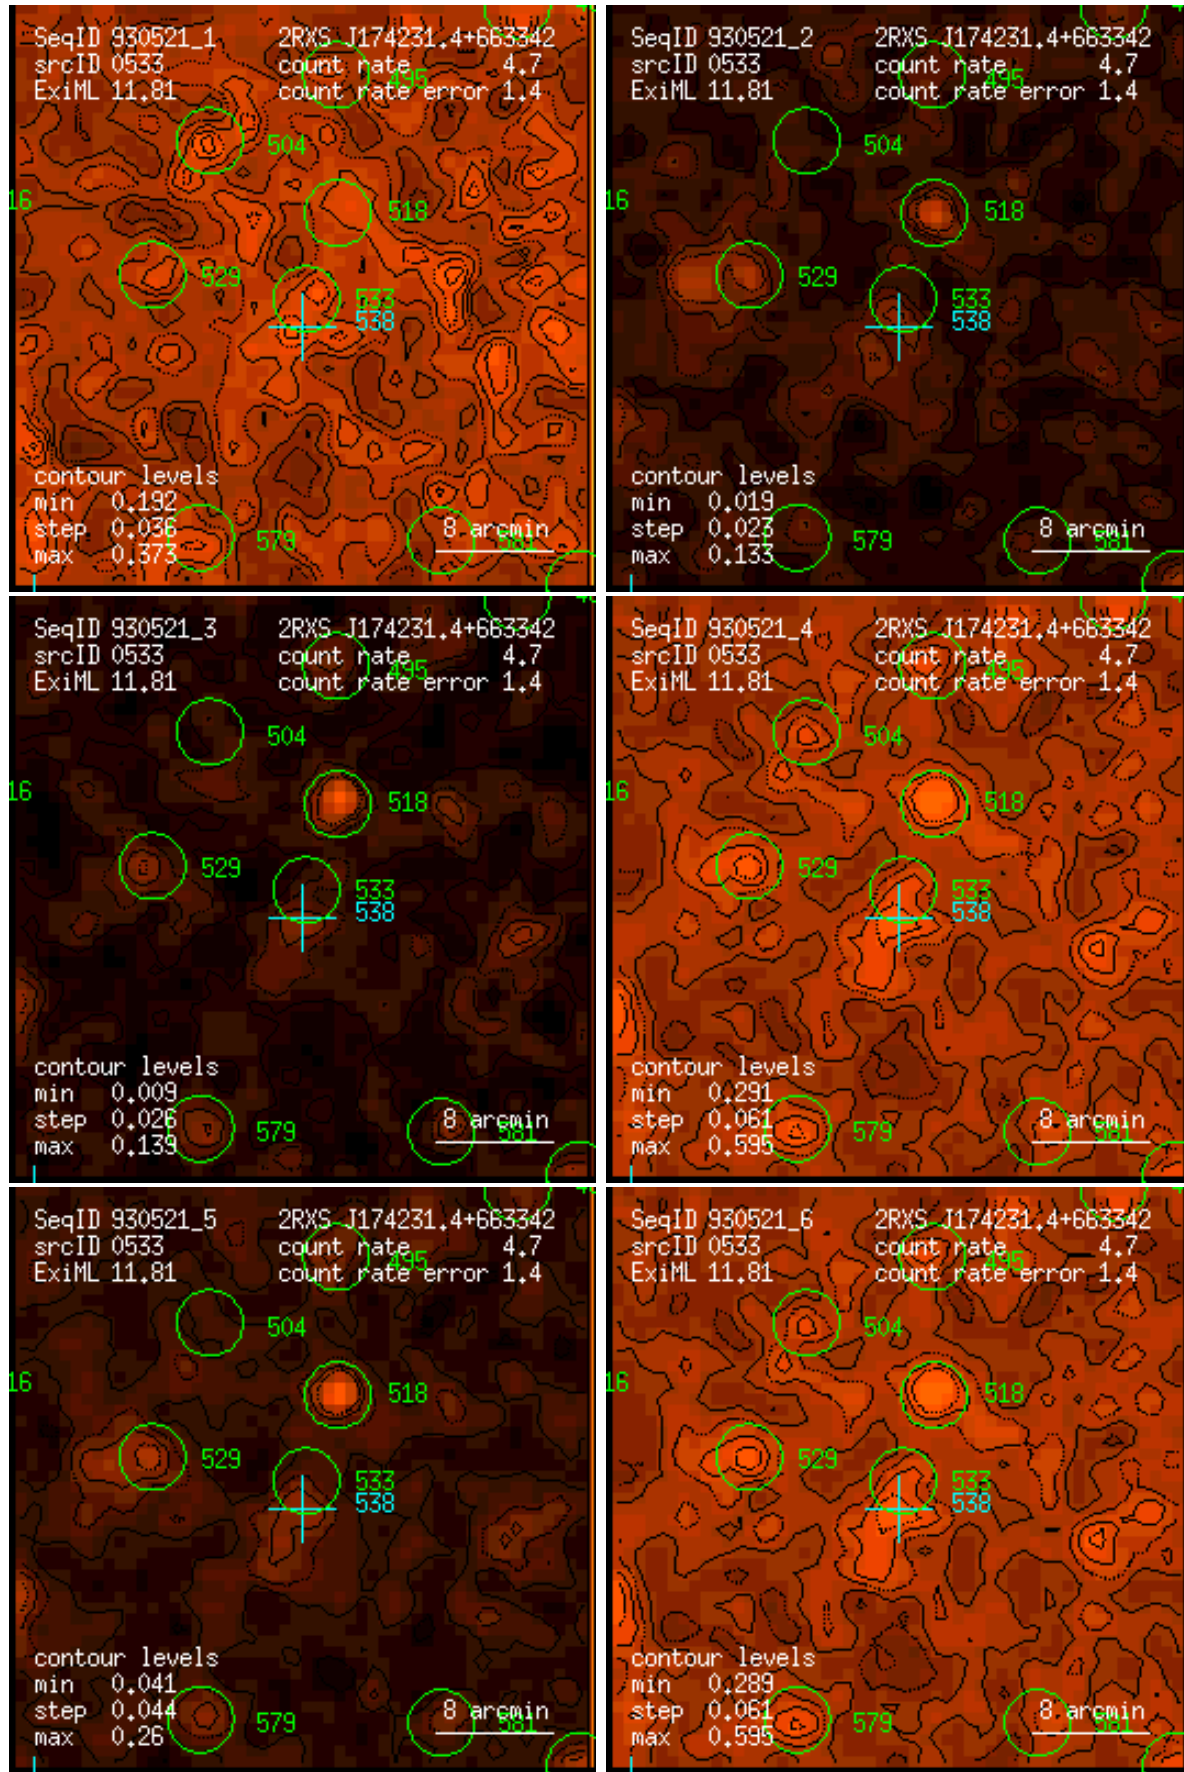 SeqID 930521_1 2RXS J174231.4+663342
srcID 0533 count rate 4.7
ExiML 11.81 count rate error 1.4
495
504
16
518
529
533
538
contour levels
min 0.192
step 0.036
max 0.373
579
8 arcmin
581
SeqID 930521_2 2RXS J174231.4+663342
srcID 0533 count rate 4.7
ExiML 11.81 count rate error 1.4
495
504
16
518
529
533
538
contour levels
min 0.019
step 0.023
max 0.133
579
8 arcmin
581
SeqID 930521_3 2RXS J174231.4+663342
srcID 0533 count rate 4.7
ExiML 11.81 count rate error 1.4
495
504
16
518
529
533
538
contour levels
min 0.009
step 0.026
max 0.139
579
8 arcmin
581
SeqID 930521_4 2RXS J174231.4+663342
srcID 0533 count rate 4.7
ExiML 11.81 count rate error 1.4
495
504
16
518
529
533
538
contour levels
min 0.291
step 0.061
max 0.595
579
8 arcmin
581
SeqID 930521_5 2RXS J174231.4+663342
srcID 0533 count rate 4.7
ExiML 11.81 count rate error 1.4
495
504
16
518
529
533
538
contour levels
min 0.041
step 0.044
max 0.26
579
8 arcmin
581
SeqID 930521_6 2RXS J174231.4+663342
srcID 0533 count rate 4.7
ExiML 11.81 count rate error 1.4
495
504
16
518
529
533
538
contour levels
min 0.289
step 0.061
max 0.595
579
8 arcmin
581